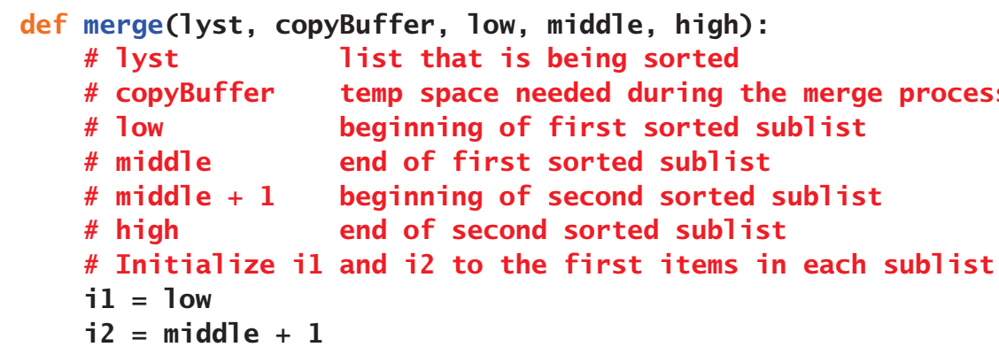 def merge(lyst, copyBuffer, low, middle, high):
    # lyst            list that is being sorted
    # copyBuffer      temp space needed during the merge proces
    # low             beginning of first sorted sublist
    # middle          end of first sorted sublist
    # middle + 1      beginning of second sorted sublist
    # high            end of second sorted sublist
    # Initialize i1 and i2 to the first items in each sublist
    i1 = low
    i2 = middle + 1